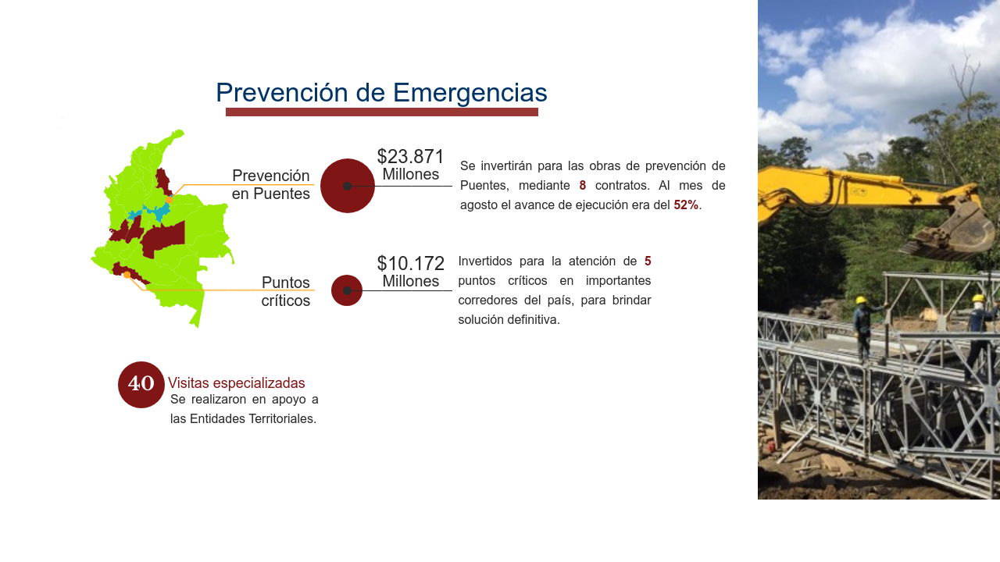 Prevención de Emergencias
Prevención
en Puentes
$23.871
Millones
Se invertirán para las obras de prevención de
Puentes, mediante 8 contratos. Al mes de
agosto el avance de ejecución era del 52%.
Puntos
críticos
$10.172
Millones
Invertidos para la atención de 5
puntos críticos en importantes
corredores del país, para brindar
solución definitiva.
40
Visitas especializadas
Se realizaron en apoyo a
las Entidades Territoriales.